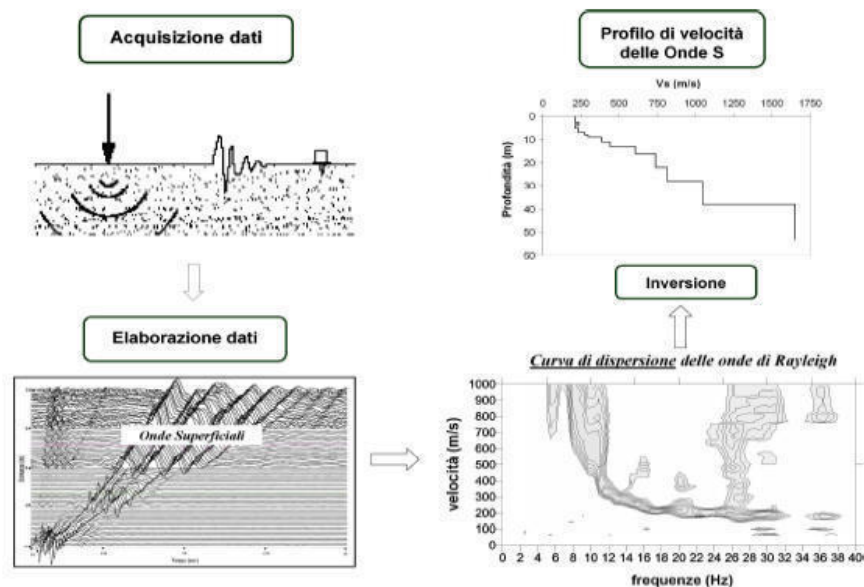 Acquisizione dati
Profilo di velocità
delle Onde S
Vs (m/s)
0 250 500 750 1000 1250 1500 1750
Profondità (m)
0
10
20
30
40
50
60
Inversione
Elaborazione dati
Onde Superficiali
Curva di dispersione delle onde di Rayleigh
velocità (m/s)
1000
900
800
700
600
500
400
300
200
100
0
0 2 4 6 8 10 12 14 16 18 20 22 24 26 28 30 32 34 36 38 40
frequenze (Hz)